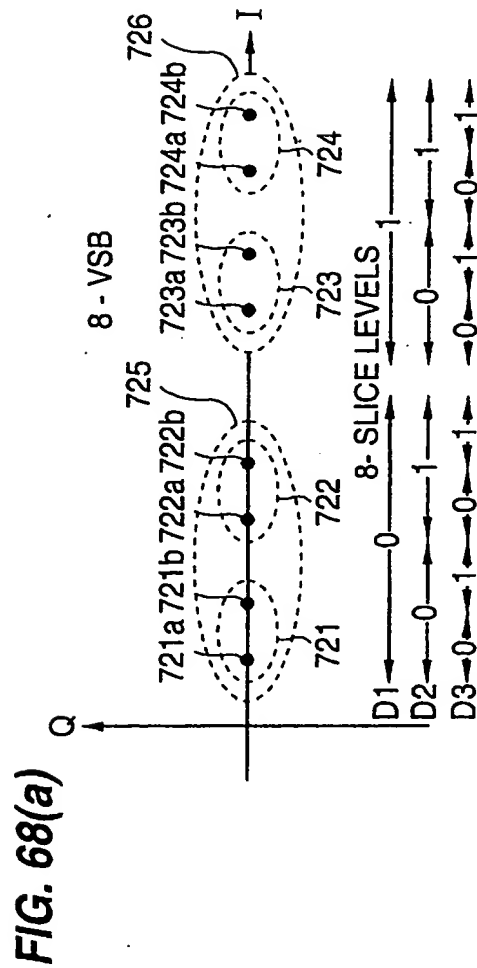 FIG. 68(a)
8 - VSB
Q
I
725
726
721a 721b 722a 722b 723a 723b 724a 724b
721 722 723 724
8- SLICE LEVELS
D1 0 1
D2 0 1 0 1
D3 0 1 0 1 0 1 0 1